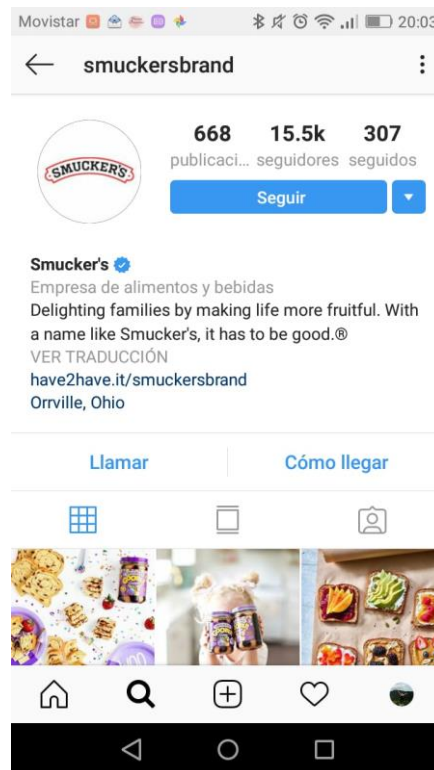 Movistar 20:03
smuckersbrand
SMUCKER'S
668 15.5k 307
publicaci... seguidores seguidos
Seguir
Smucker's
Empresa de alimentos y bebidas
Delighting families by making life more fruitful. With
a name like Smucker's, it has to be good.®
VER TRADUCCIÓN
have2have.it/smuckersbrand
Orrville, Ohio
Llamar Cómo llegar